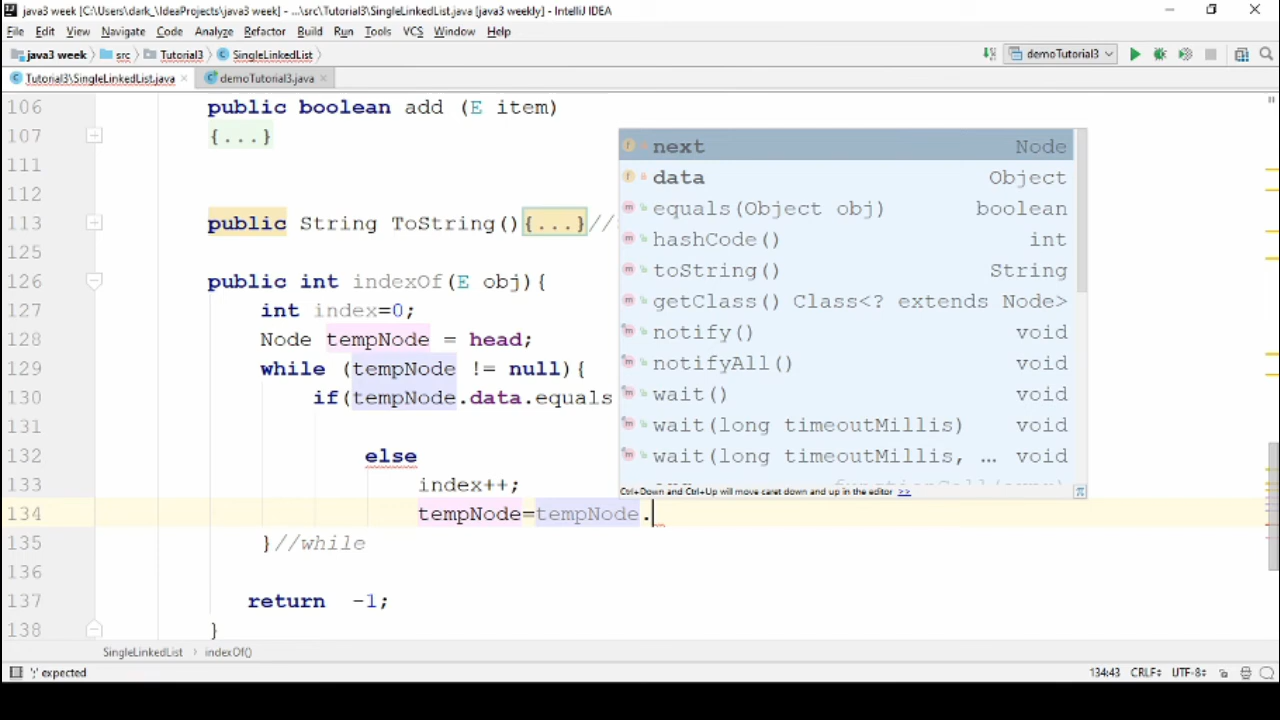 java3 week [C:\Users\dark_\IdeaProjects\java3 week] - ...\src\Tutorial3\SingleLinkedList.java [java3 weekly] - IntelliJ IDEA
File Edit View Navigate Code Analyze Refactor Build Run Tools VCS Window Help
java3 week src Tutorial3 SingleLinkedList demoTutorial3
Tutorial3\SingleLinkedList.java demoTutorial3.java
106 public boolean add (E item)
107 {...}
111
112
113 public String ToString(){...}//
125
126 public int indexOf(E obj){
127 int index=0;
128 Node tempNode = head;
129 while (tempNode != null){
130 if(tempNode.data.equals
131
132 else
133 index++;
134 tempNode=tempNode.
135 }//while
136
137 return -1;
138 }
next Node
data Object
equals(Object obj) boolean
hashCode() int
toString() String
getClass() Class<? extends Node>
notify() void
notifyAll() void
wait() void
wait(long timeoutMillis) void
wait(long timeoutMillis, ... void
Ctrl+Down and Ctrl+Up will move caret down and up in the editor >>
SingleLinkedList indexOf()
';' expected 134:43 CRLF UTF-8